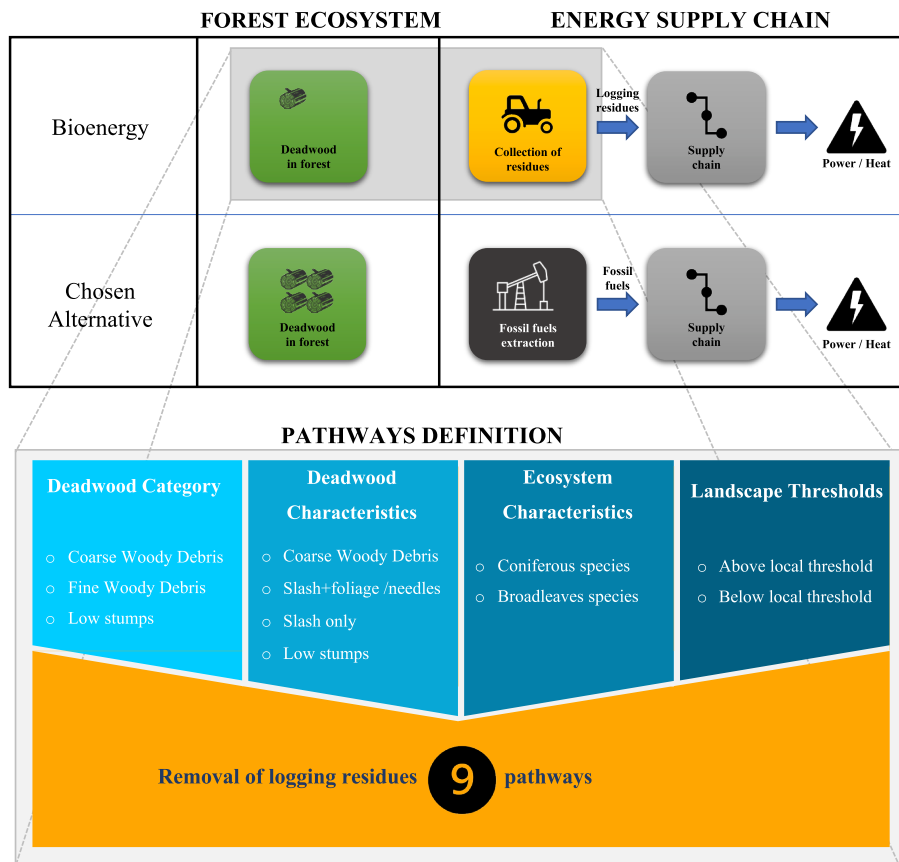 FOREST ECOSYSTEM
ENERGY SUPPLY CHAIN
Bioenergy
Deadwood
in forest
Collection of
residues
Logging
residues
Supply
chain
Power / Heat
Chosen
Alternative
Deadwood
in forest
Fossil fuels
extraction
Fossil
fuels
Supply
chain
Power / Heat
PATHWAYS DEFINITION
Deadwood Category
○ Coarse Woody Debris
○ Fine Woody Debris
○ Low stumps
Deadwood
Characteristics
○ Coarse Woody Debris
○ Slash+foliage /needles
○ Slash only
○ Low stumps
Ecosystem
Characteristics
○ Coniferous species
○ Broadleaves species
Landscape Thresholds
○ Above local threshold
○ Below local threshold
Removal of logging residues 9 pathways